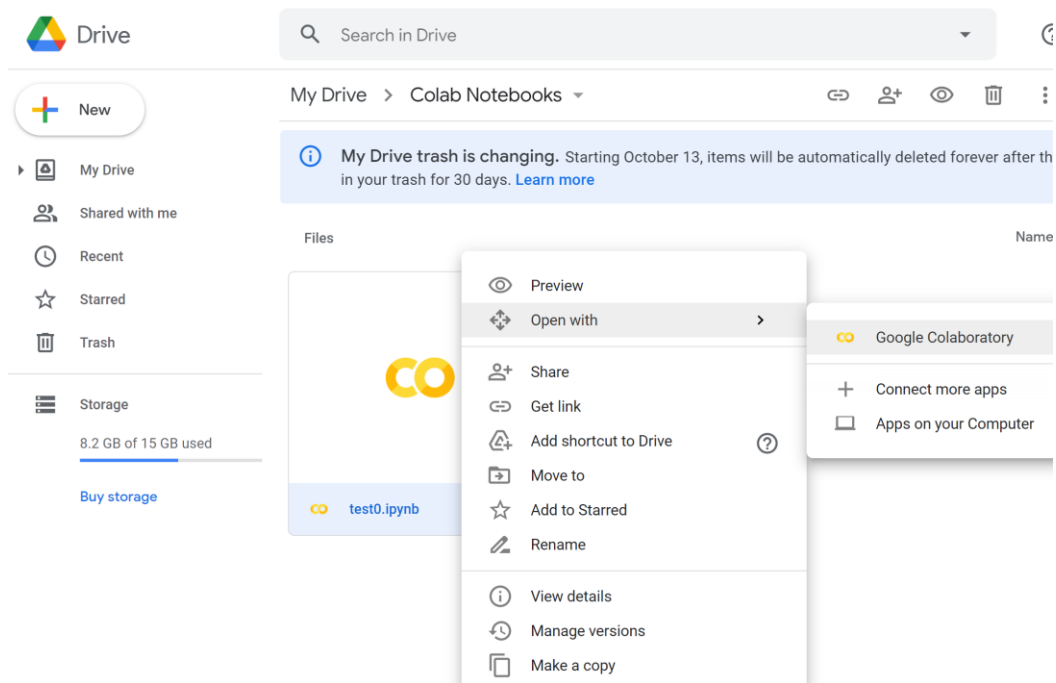 Drive
Search in Drive
New
My Drive
Shared with me
Recent
Starred
Trash
Storage
8.2 GB of 15 GB used
Buy storage
My Drive > Colab Notebooks
My Drive trash is changing. Starting October 13, items will be automatically deleted forever after
in your trash for 30 days. Learn more
Files
Name
test0.ipynb
Preview
Open with
Share
Get link
Add shortcut to Drive
Move to
Add to Starred
Rename
View details
Manage versions
Make a copy
Google Colaboratory
Connect more apps
Apps on your Computer